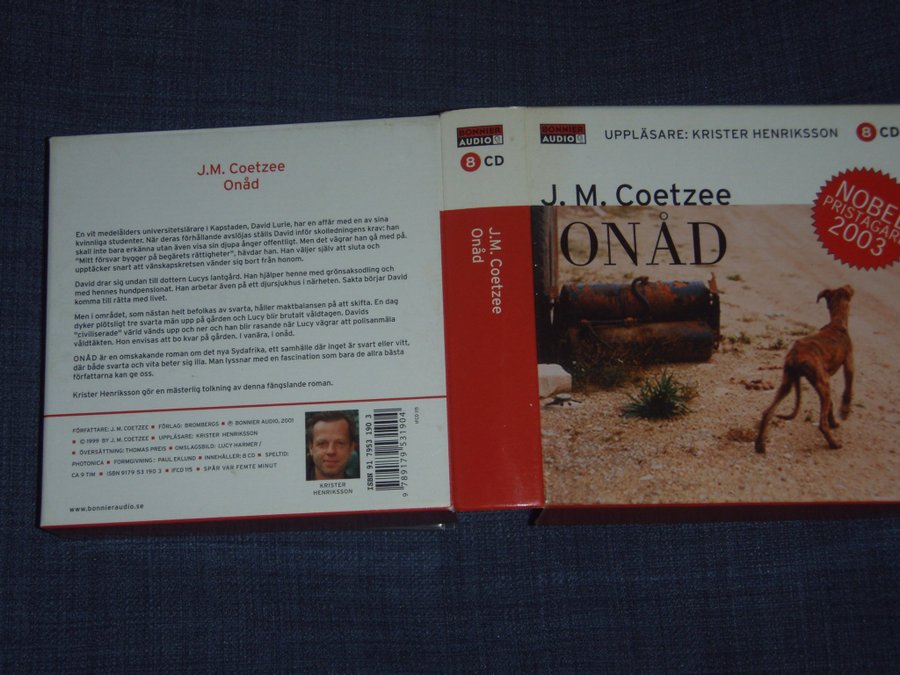 J.M. Coetzee
Onåd
En vit medelålders universitetslärare i Kapstaden, David Lurie, har en affär med en av sina
kvinnliga studenter. När deras förhållande avslöjas ställs David inför skolledningens krav: han
skall inte bara erkänna utan även visa sin djupa ånger offentligt. Men det vägrar han gå med på.
"Mitt försvar bygger på begärets rättigheter", hävdar han. Han väljer själv att sluta och
upptäcker snart att vänskapskretsen vänder sig bort från honom.
David drar sig undan till dottern Lucys lantgård. Han hjälper henne med grönsaksodling och
med hennes hundpensionat. Han arbetar även på ett djursjukhus i närheten. Sakta börjar David
komma till rätta med livet.
Men i området, som nästan helt befolkas av svarta, håller maktbalansen på att skifta. En dag
dyker plötsligt tre svarta män upp på gården och Lucy blir brutalt våldtagen. Davids
"civiliserade" värld vänds upp och ner och han blir rasande när Lucy vägrar att polisanmäla
våldtäkten. Hon envisas att bo kvar på gården. I vanära, i onåd.
ONÅD är en omskakande roman om det nya Sydafrika, ett samhälle där inget är svart eller vitt,
där både svarta och vita beter sig illa. Man lyssnar med en fascination som bara de allra bästa
författarna kan ge oss.
Krister Henriksson gör en mästerlig tolkning av denna fängslande roman.
FÖRFATTARE: J. M. COETZEE ▪ FÖRLAG: BROMBERGS ▪ ℗ BONNIER AUDIO, 2001
▪ © 1999 BY J. M. COETZEE ▪ UPPLÄSARE: KRISTER HENRIKSSON
▪ ÖVERSÄTTNING: THOMAS PREIS ▪ OMSLAGSBILD: LUCY HARMER /
PHOTONICA ▪ FORMGIVNING: PAUL EKLUND ▪ INNEHÅLLER: 8 CD ▪ SPELTID:
CA 9 TIM ▪ ISBN 9179 53 190 3 ▪ IFCD 115 ▪ SPÅR VAR FEMTE MINUT
www.bonnieraudio.se
KRISTER
HENRIKSSON
ISBN 91 7953 190 3
9 789179 531904
IFCD 115
BONNIER
AUDIO
8 CD
J.M. Coetzee
Onåd
BONNIER
AUDIO
UPPLÄSARE: KRISTER HENRIKSSON
8 CD
J. M. Coetzee
ONÅD
NOBEL
PRISTAGARE
2003